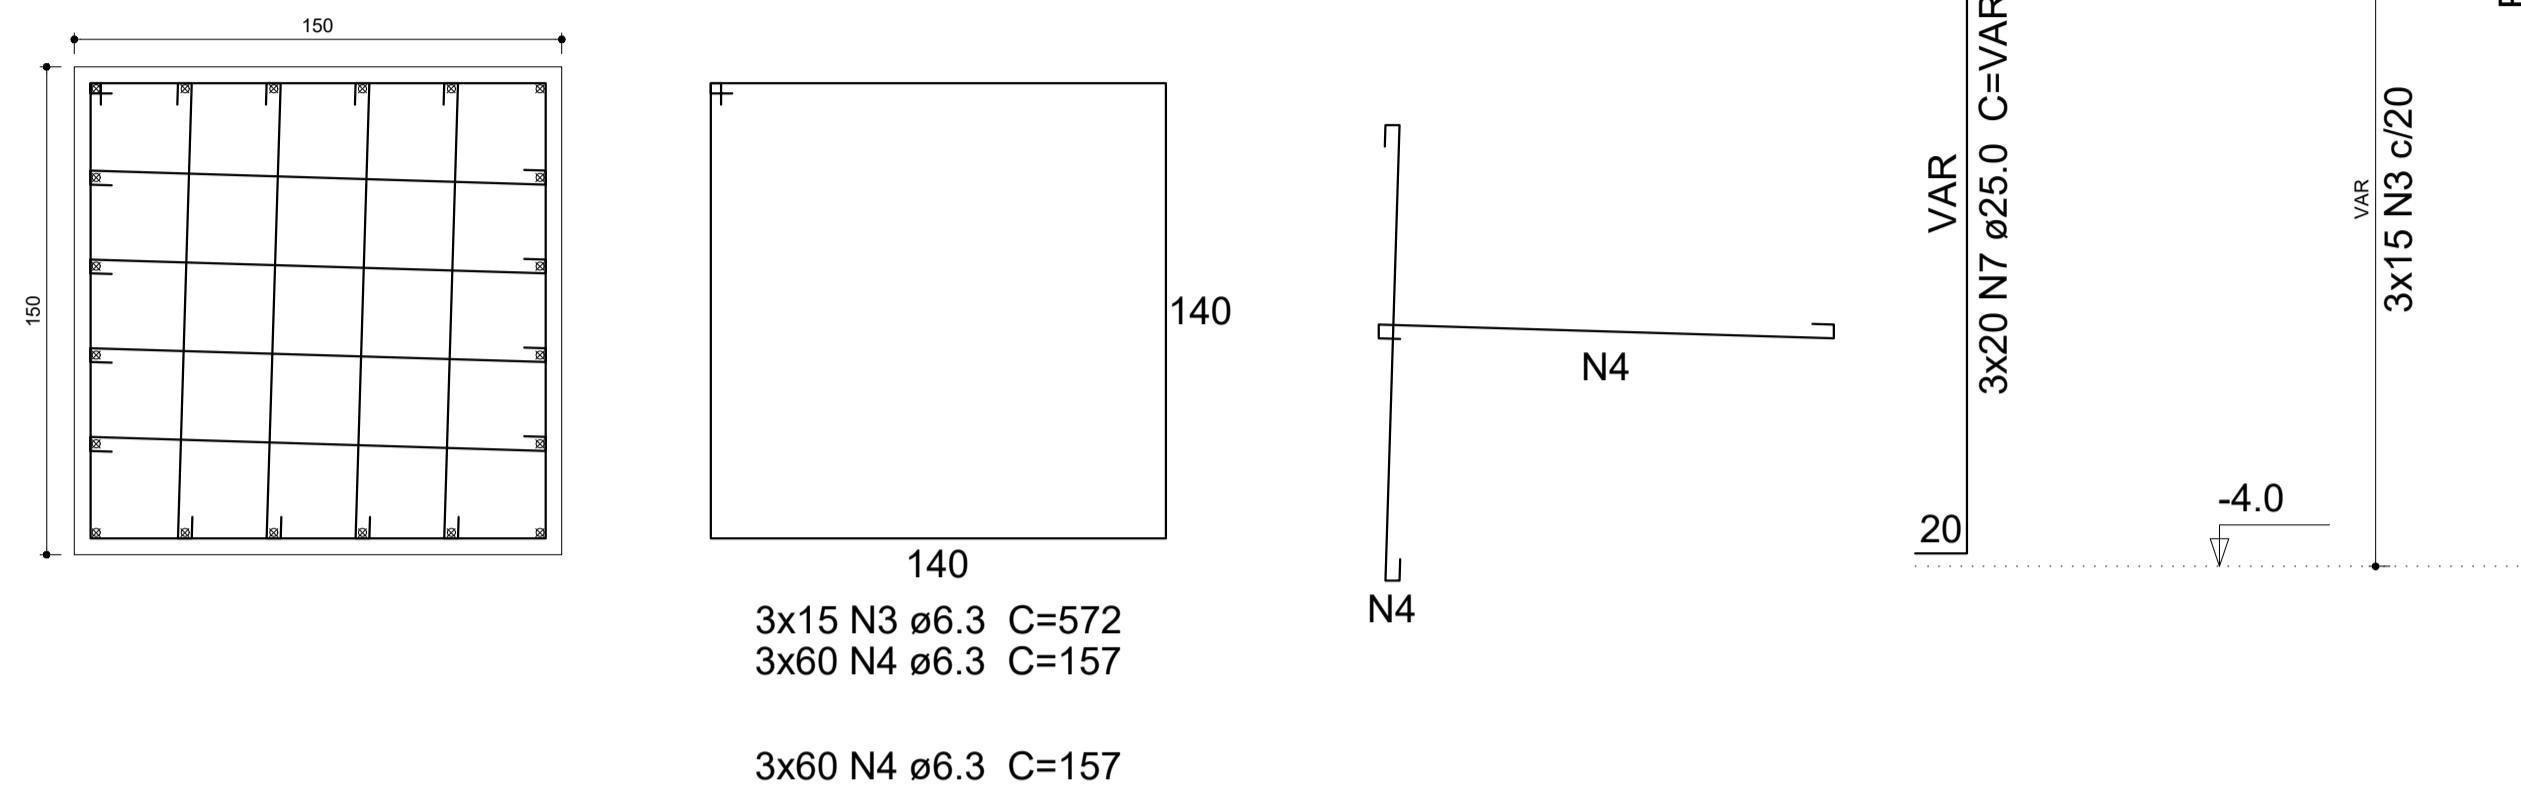 150
150
140
140
3x15 N3 ø6.3 C=572
3x60 N4 ø6.3 C=157
3x60 N4 ø6.3 C=157
N4
N4
VAR
3x20 N7 ø25.0 C=VAR
20
-4.0
VAR
3x15 N3 c/20